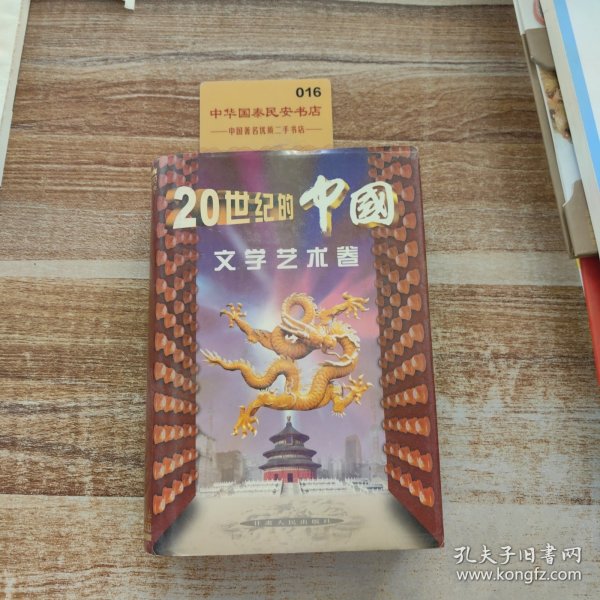 016
中华国泰民安书店
——中国著名优质二手书店——
20世纪的中國
文学艺术卷
甘肃人民出版社
孔夫子旧书网
www.kongfz.com